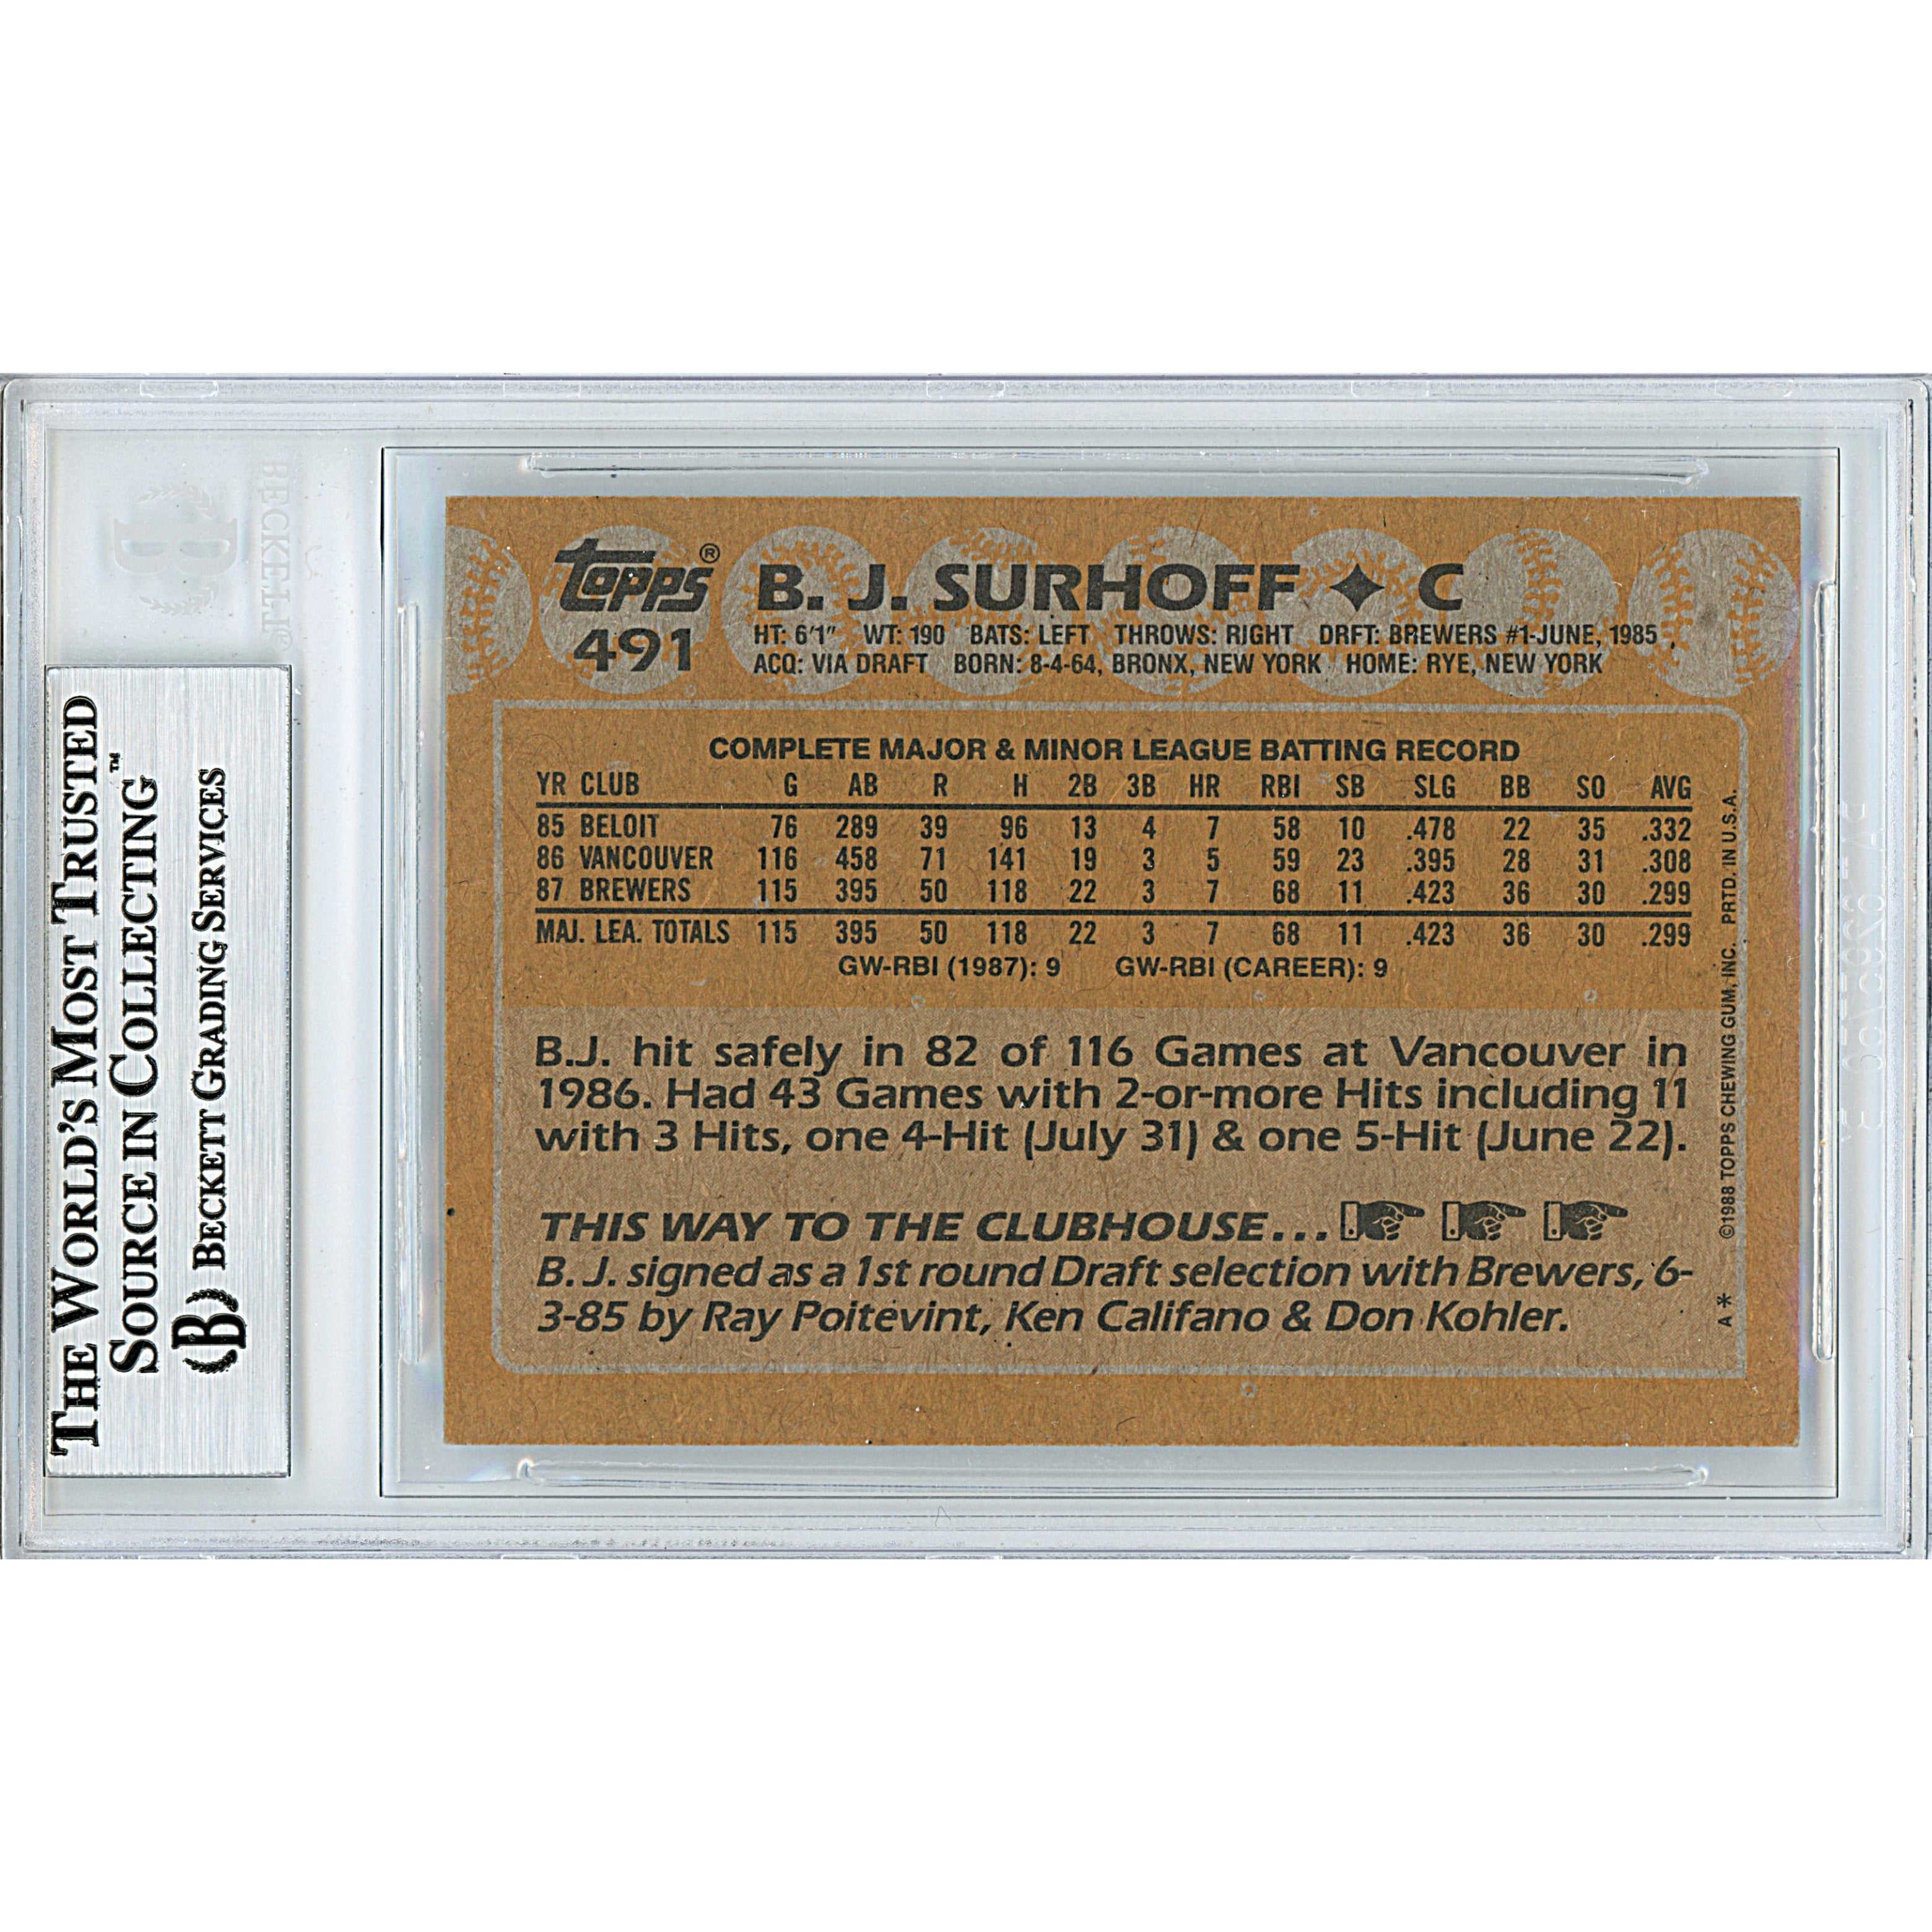 THE WORLD'S MOST TRUSTED
SOURCE IN COLLECTING™
B BECKETT GRADING SERVICES
BECKETT®
B
topps®
491
B. J. SURHOFF ✦ C
HT: 6'1" WT: 190 BATS: LEFT THROWS: RIGHT DRFT: BREWERS #1-JUNE, 1985
ACQ: VIA DRAFT BORN: 8-4-64, BRONX, NEW YORK HOME: RYE, NEW YORK
COMPLETE MAJOR & MINOR LEAGUE BATTING RECORD
YR CLUB G AB R H 2B 3B HR RBI SB SLG BB SO AVG
85 BELOIT 76 289 39 96 13 4 7 58 10 .478 22 35 .332
86 VANCOUVER 116 458 71 141 19 3 5 59 23 .395 28 31 .308
87 BREWERS 115 395 50 118 22 3 7 68 11 .423 36 30 .299
MAJ. LEA. TOTALS 115 395 50 118 22 3 7 68 11 .423 36 30 .299
GW-RBI (1987): 9 GW-RBI (CAREER): 9
B.J. hit safely in 82 of 116 Games at Vancouver in
1986. Had 43 Games with 2-or-more Hits including 11
with 3 Hits, one 4-Hit (July 31) & one 5-Hit (June 22).
THIS WAY TO THE CLUBHOUSE...
B.J. signed as a 1st round Draft selection with Brewers, 6-
3-85 by Ray Poitevint, Ken Califano & Don Kohler.
©1988 TOPPS CHEWING GUM, INC. PRTD. IN U.S.A.
A*